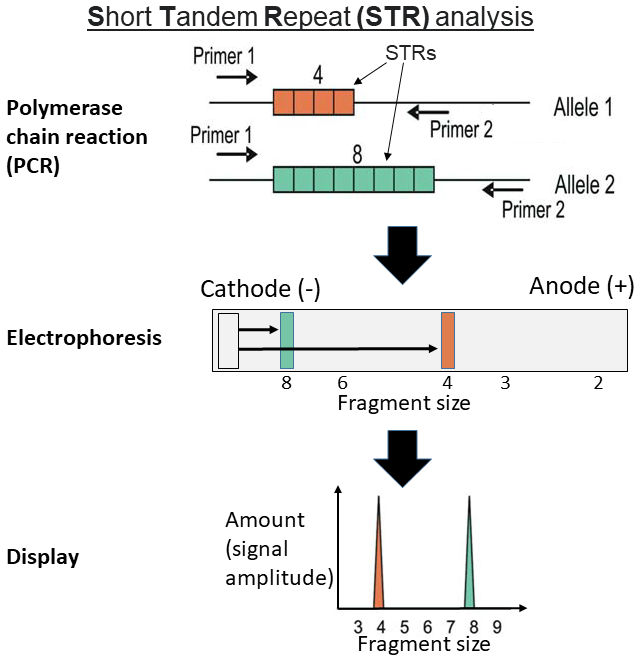 Short Tandem Repeat (STR) analysis
Primer 1
4
STRs
Polymerase
chain reaction
(PCR)
Allele 1
Primer 2
Primer 1
8
Allele 2
Primer 2
Cathode (-)
Anode (+)
Electrophoresis
8 6 4 3 2
Fragment size
Amount
(signal
amplitude)
Display
3 4 5 6 7 8 9
Fragment size